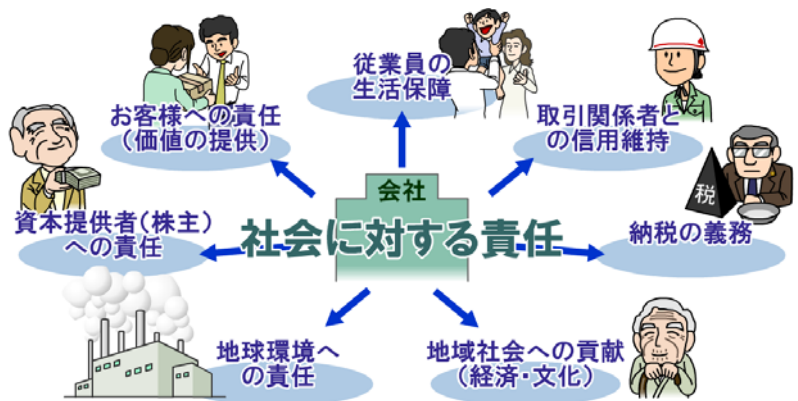 従業員の
生活保障
お客様への責任
(価値の提供)
取引関係者と
の信用維持
会社
税
資本提供者(株主)
への責任
社会に対する責任
納税の義務
地球環境へ
の責任
地域社会への貢献
(経済・文化)